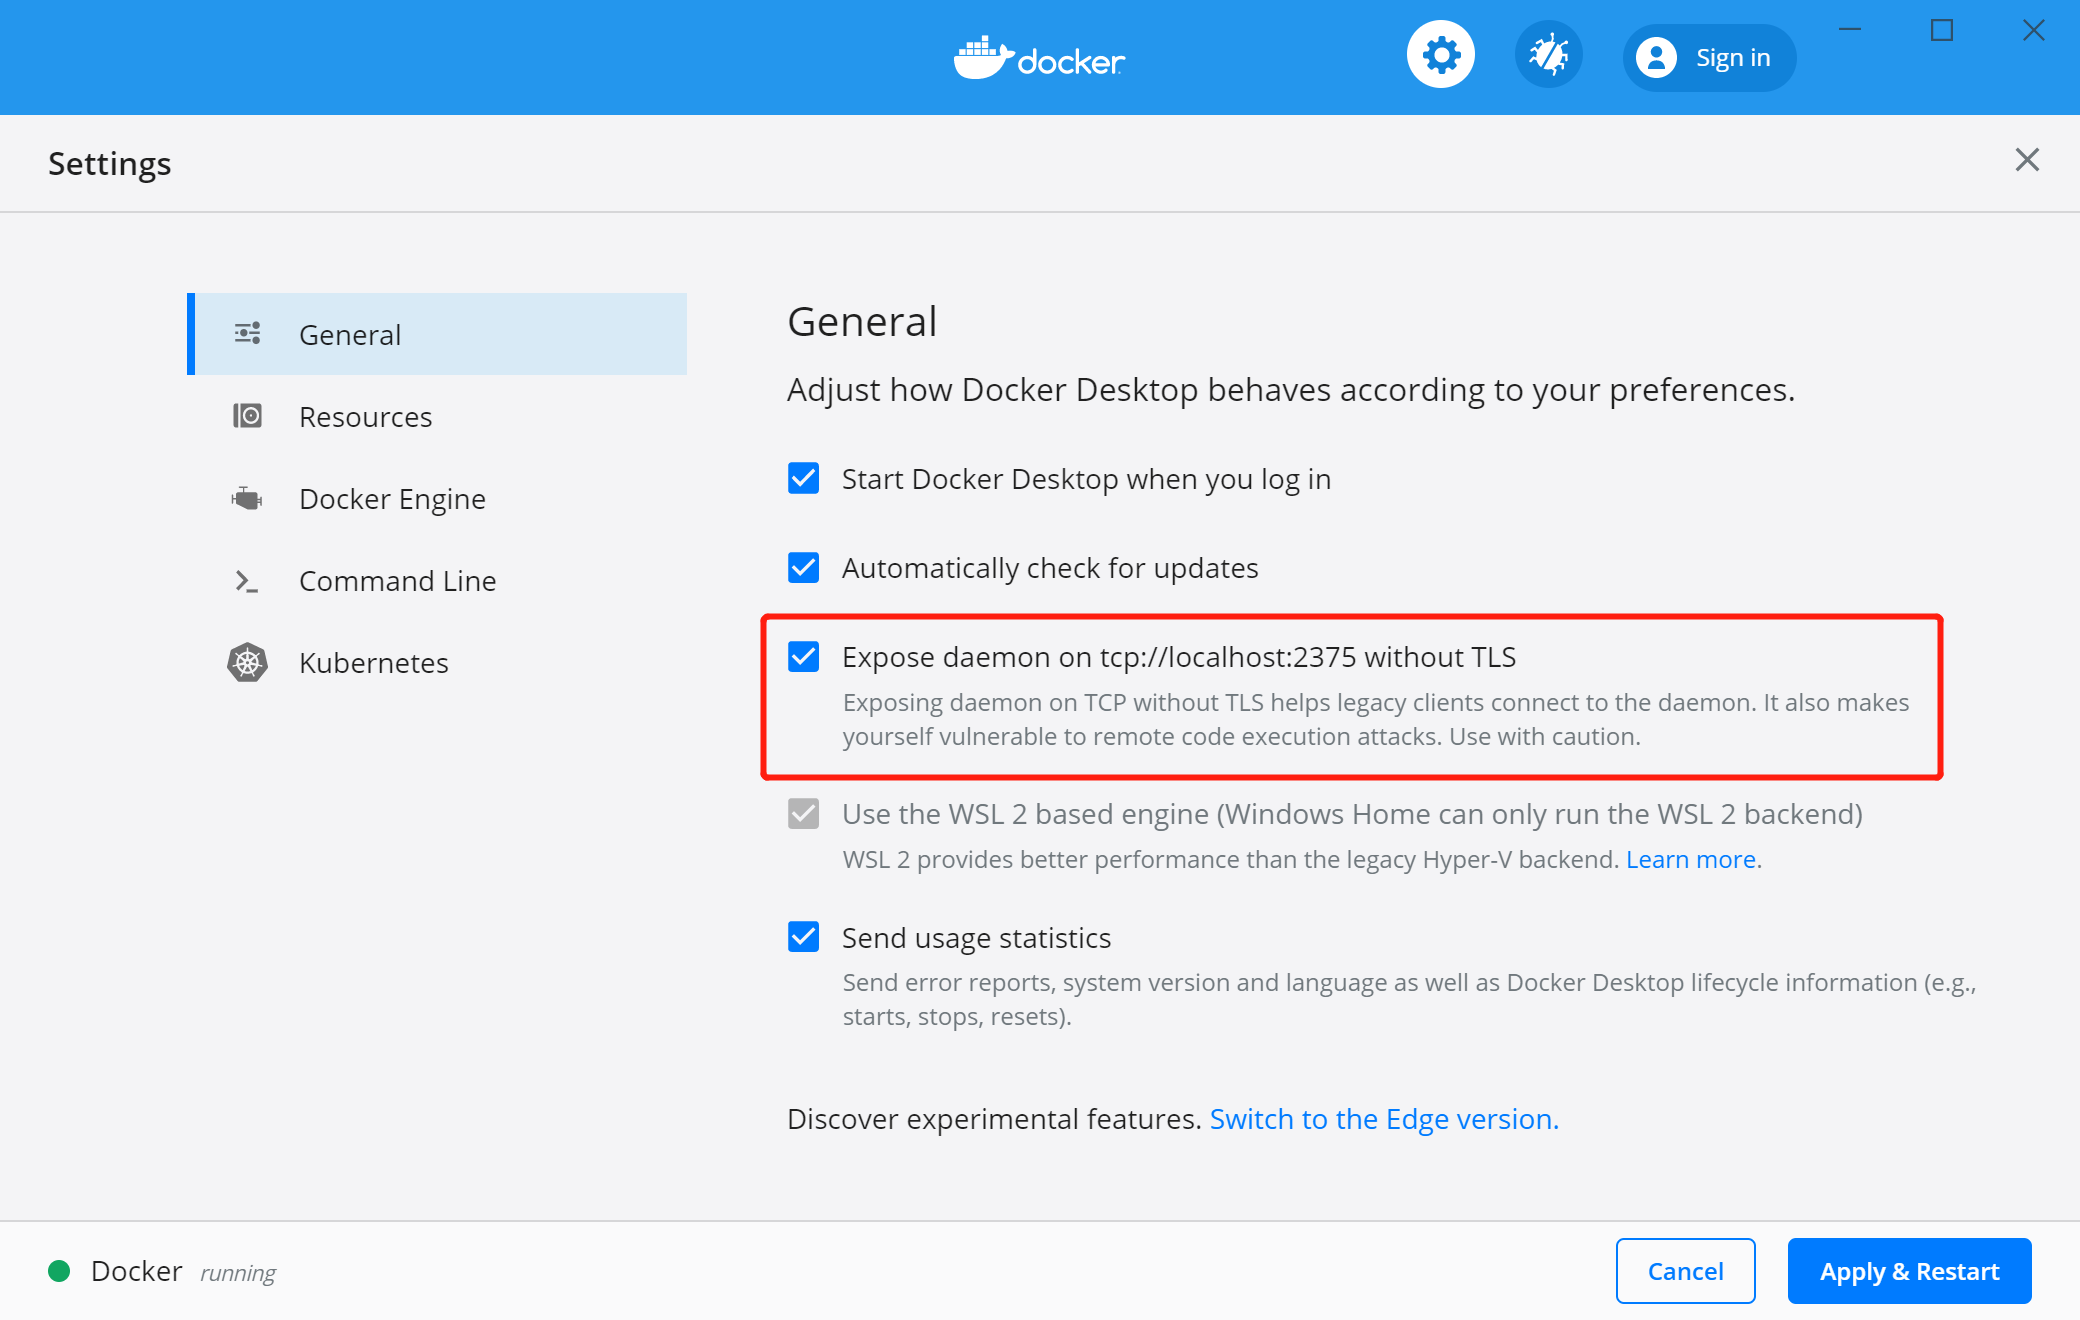 docker
Sign in
Settings
General
Resources
Docker Engine
Command Line
Kubernetes
General
Adjust how Docker Desktop behaves according to your preferences.
Start Docker Desktop when you log in
Automatically check for updates
Expose daemon on tcp://localhost:2375 without TLS
Exposing daemon on TCP without TLS helps legacy clients connect to the daemon. It also makes
yourself vulnerable to remote code execution attacks. Use with caution.
Use the WSL 2 based engine (Windows Home can only run the WSL 2 backend)
WSL 2 provides better performance than the legacy Hyper-V backend. Learn more.
Send usage statistics
Send error reports, system version and language as well as Docker Desktop lifecycle information (e.g.,
starts, stops, resets).
Discover experimental features. Switch to the Edge version.
Docker running
Cancel
Apply & Restart